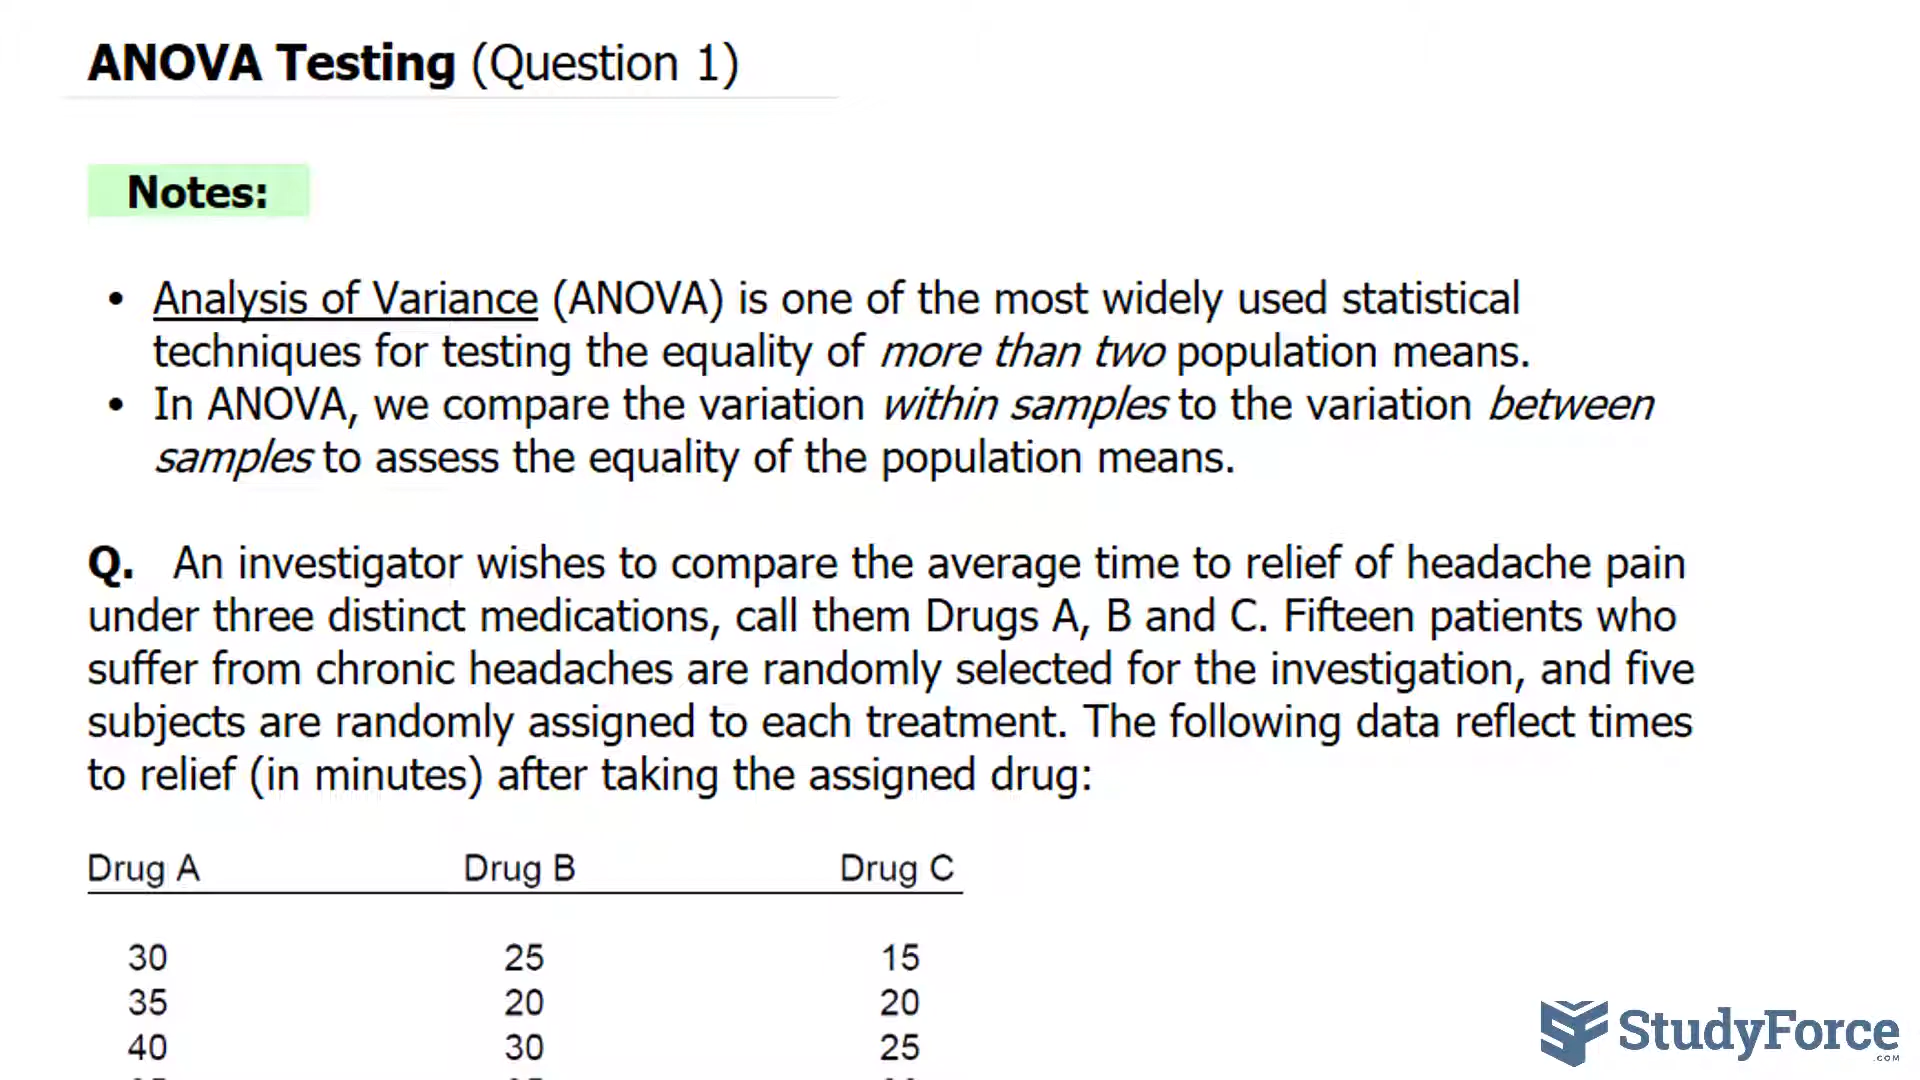 ANOVA Testing (Question 1)
Notes:
• Analysis of Variance (ANOVA) is one of the most widely used statistical
techniques for testing the equality of more than two population means.
• In ANOVA, we compare the variation within samples to the variation between
samples to assess the equality of the population means.
Q. An investigator wishes to compare the average time to relief of headache pain
under three distinct medications, call them Drugs A, B and C. Fifteen patients who
suffer from chronic headaches are randomly selected for the investigation, and five
subjects are randomly assigned to each treatment. The following data reflect times
to relief (in minutes) after taking the assigned drug:
Drug A Drug B Drug C
30 25 15
35 20 20
40 30 25
StudyForce
.COM